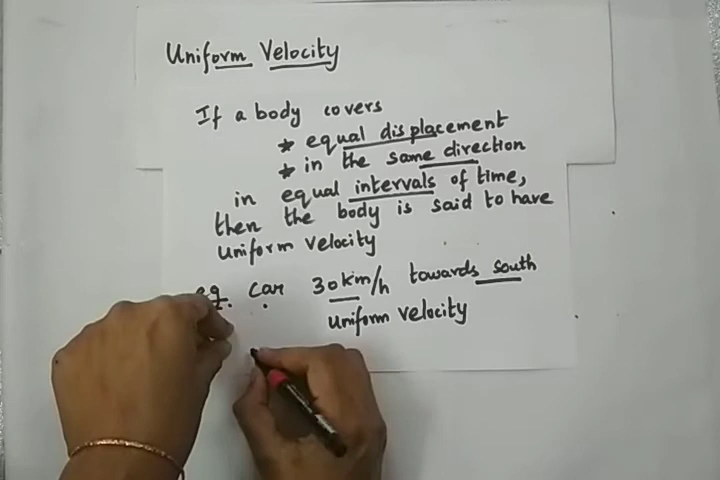 Uniform Velocity
If a body covers
* equal displacement
* in the same direction
in equal intervals of time,
then the body is said to have
uniform velocity
eg. car 30km/h towards south
uniform velocity